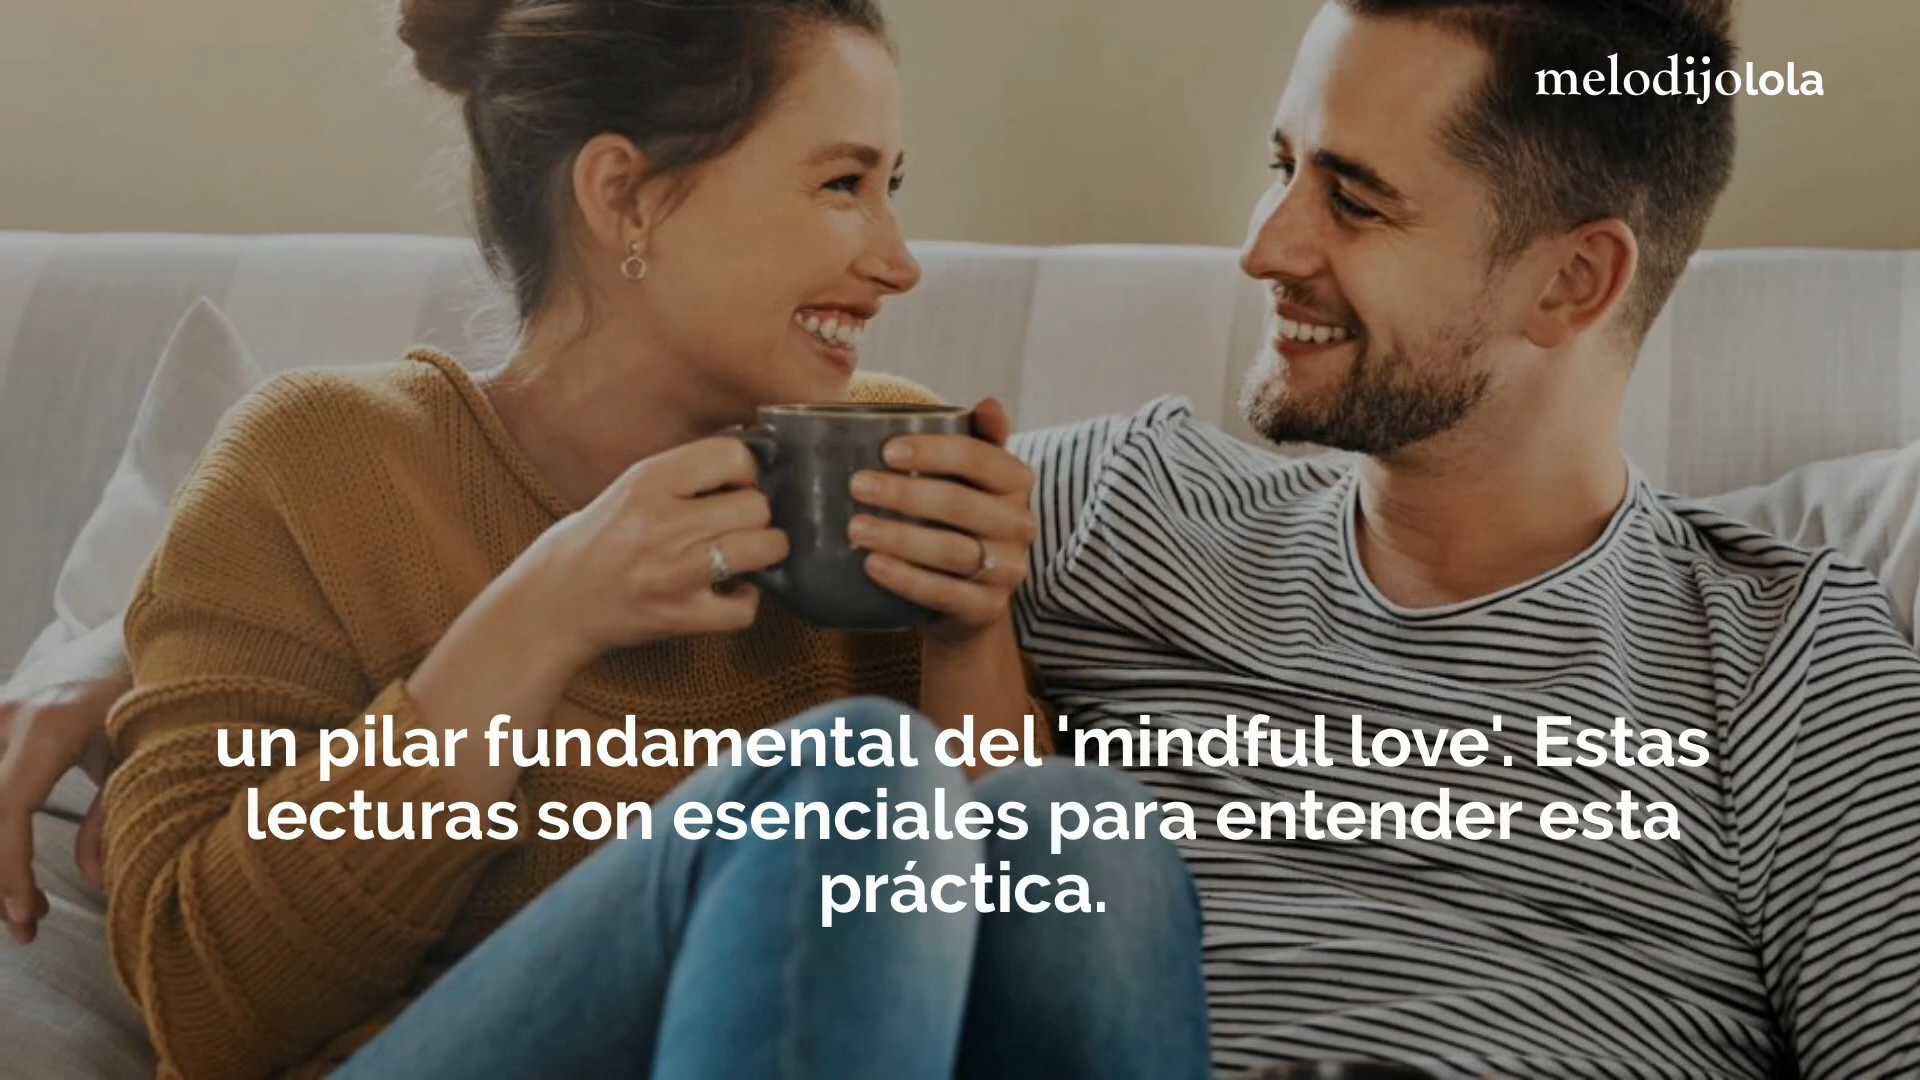 melodijolola
un pilar fundamental del 'mindful love'. Estas
lecturas son esenciales para entender esta
práctica.